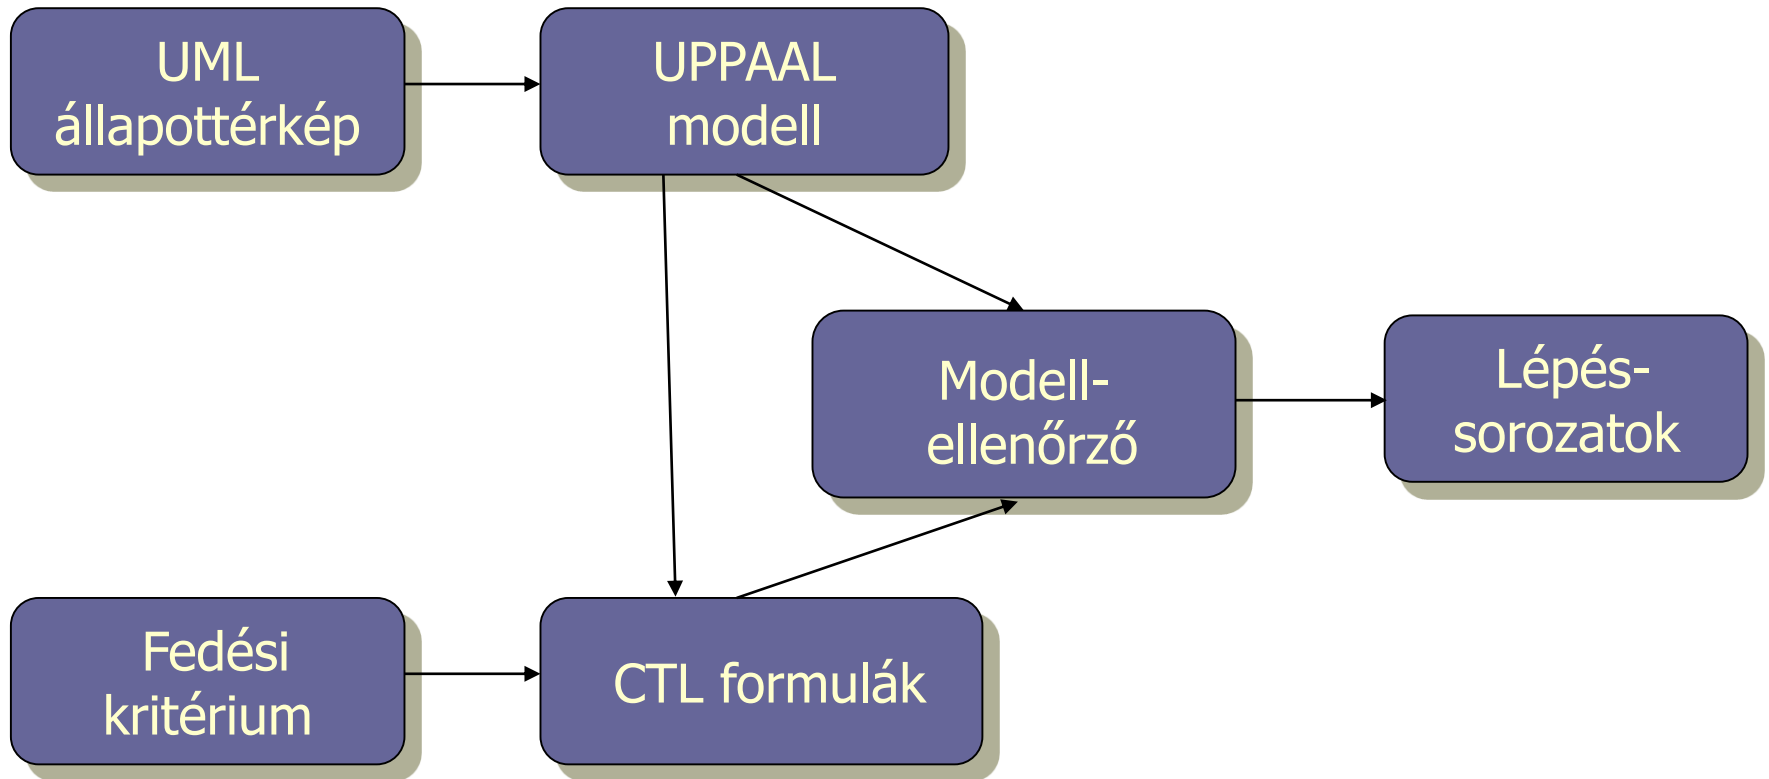 UML
állapottérkép
UPPAAL
modell
Modell-
ellenőrző
Lépés-
sorozatok
Fedési
kritérium
CTL formulák